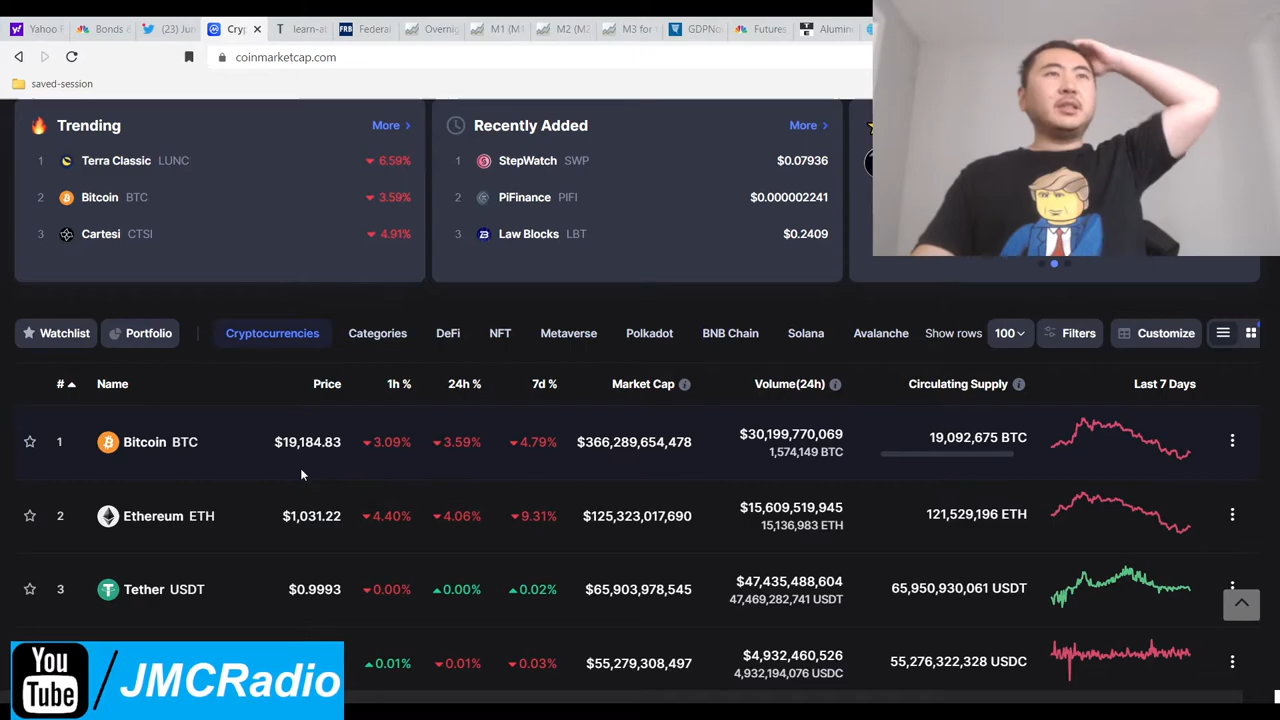 Yahoo F
Bonds &
(23) Jun
Cryp
learn-at
Federal
Overnig
M1 (M1
M2 (M2
M3 for t
GDPNo
Futures
Alumin
coinmarketcap.com
saved-session
Trending
More >
1 Terra Classic LUNC 6.59%
2 Bitcoin BTC 3.59%
3 Cartesi CTSI 4.91%
Recently Added
More >
1 StepWatch SWP $0.07936
2 PiFinance PIFI $0.000002241
3 Law Blocks LBT $0.2409
Watchlist Portfolio Cryptocurrencies Categories DeFi NFT Metaverse Polkadot BNB Chain Solana Avalanche Show rows 100 Filters Customize
# Name Price 1h % 24h % 7d % Market Cap Volume(24h) Circulating Supply Last 7 Days
1 Bitcoin BTC $19,184.83 3.09% 3.59% 4.79% $366,289,654,478 $30,199,770,069 19,092,675 BTC
1,574,149 BTC
2 Ethereum ETH $1,031.22 4.40% 4.06% 9.31% $125,323,017,690 $15,609,519,945 121,529,196 ETH
15,136,983 ETH
3 Tether USDT $0.9993 0.00% 0.00% 0.02% $65,903,978,545 $47,435,488,604 65,950,930,061 USDT
47,469,282,741 USDT
0.01% 0.01% 0.03% $55,279,308,497 $4,932,460,526 55,276,322,328 USDC
4,932,194,076 USDC
You
Tube
/JMCRadio